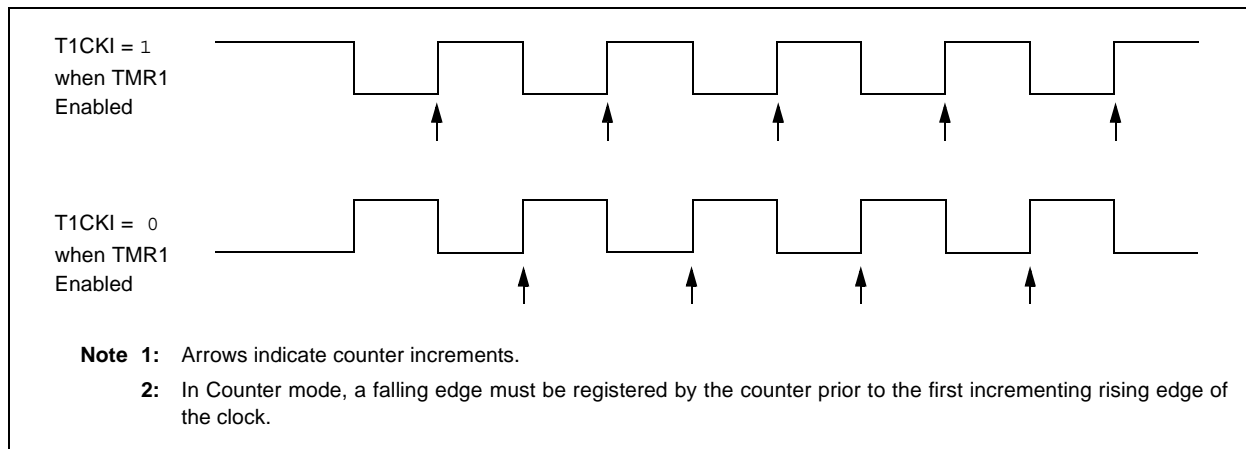 T1CKI = 1
when TMR1
Enabled
T1CKI = 0
when TMR1
Enabled
Note 1: Arrows indicate counter increments.
2: In Counter mode, a falling edge must be registered by the counter prior to the first incrementing rising edge of
the clock.